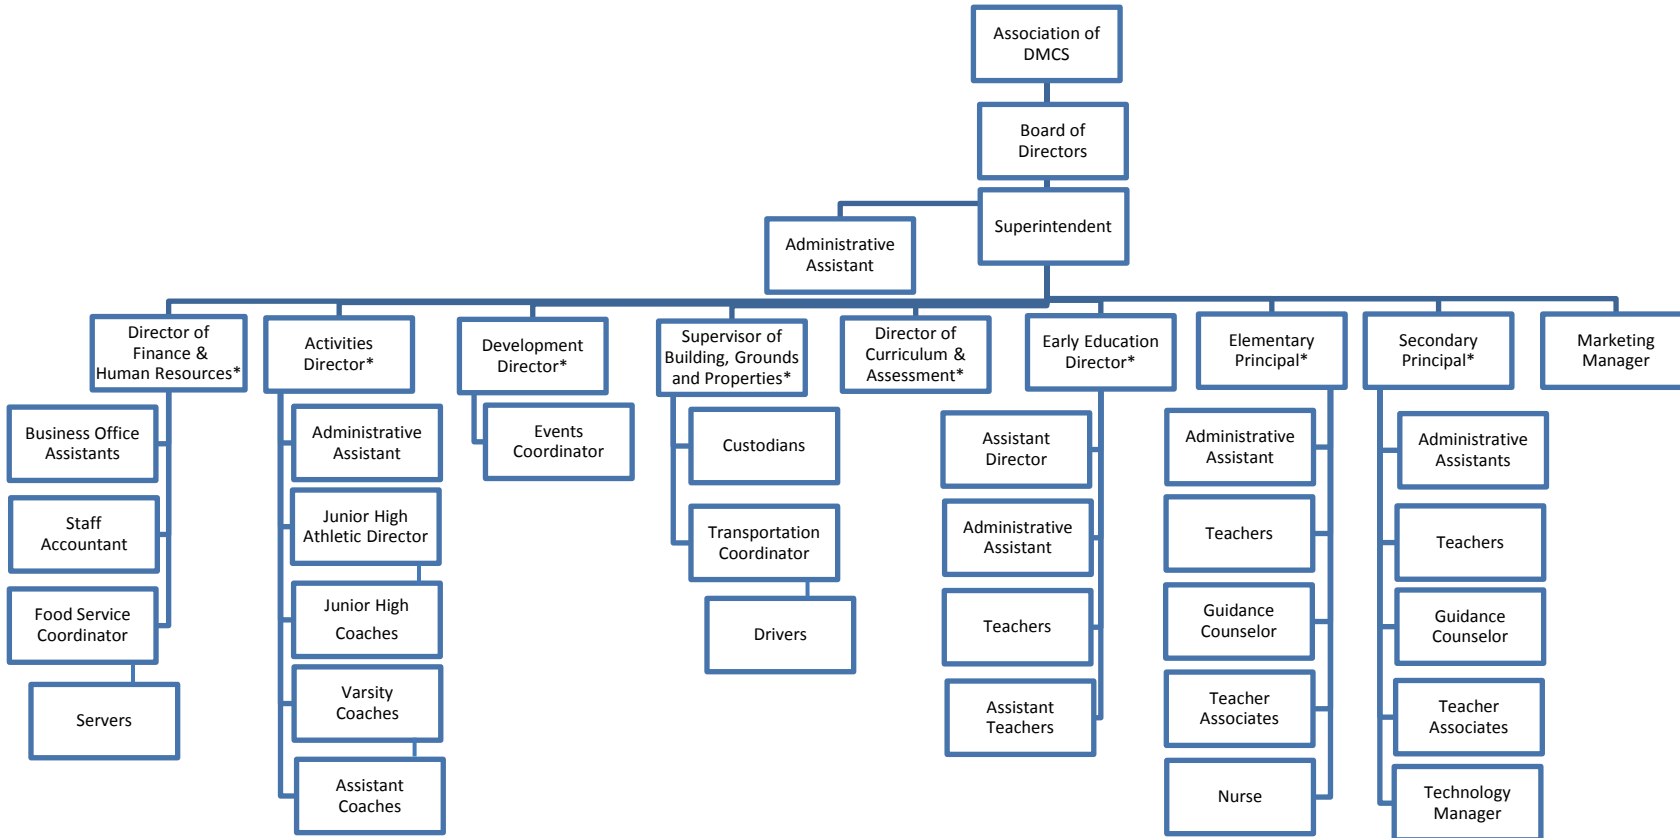 Association of
DMCS
Board of
Directors
Superintendent
Administrative
Assistant
Director of
Finance &
Human Resources*
Activities
Director*
Development
Director*
Supervisor of
Building, Grounds
and Properties*
Director of
Curriculum &
Assessment*
Early Education
Director*
Elementary
Principal*
Secondary
Principal*
Marketing
Manager
Business Office
Assistants
Staff
Accountant
Food Service
Coordinator
Servers
Administrative
Assistant
Junior High
Athletic Director
Junior High
Coaches
Varsity
Coaches
Assistant
Coaches
Events
Coordinator
Custodians
Transportation
Coordinator
Drivers
Assistant
Director
Administrative
Assistant
Teachers
Assistant
Teachers
Administrative
Assistant
Teachers
Guidance
Counselor
Teacher
Associates
Nurse
Administrative
Assistants
Teachers
Guidance
Counselor
Teacher
Associates
Technology
Manager